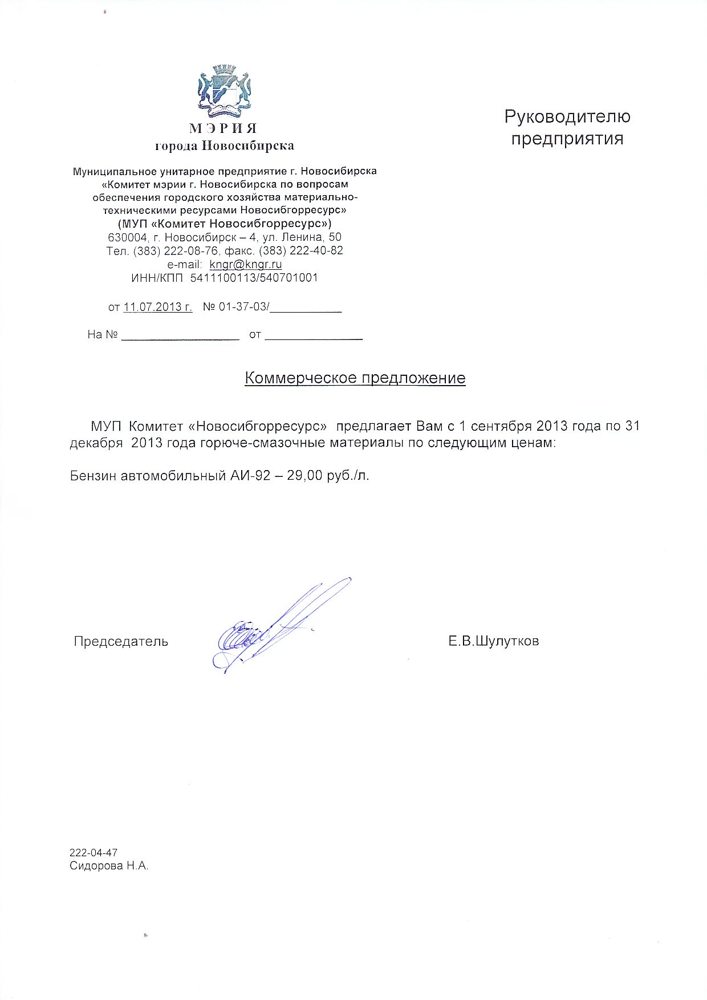 МЭРИЯ
города Новосибирска
Руководителю
предприятия
Муниципальное унитарное предприятие г. Новосибирска
«Комитет мэрии г. Новосибирска по вопросам
обеспечения городского хозяйства материально-
техническими ресурсами Новосибгорресурс»
(МУП «Комитет Новосибгорресурс»)
630004, г. Новосибирск – 4, ул. Ленина, 50
Тел. (383) 222-08-76, факс. (383) 222-40-82
e-mail: kngr@kngr.ru
ИНН/КПП 5411100113/540701001
от 11.07.2013 г. № 01-37-03/___________
На № __________________ от _______________
Коммерческое предложение
МУП Комитет «Новосибгорресурс» предлагает Вам с 1 сентября 2013 года по 31
декабря 2013 года горюче-смазочные материалы по следующим ценам:
Бензин автомобильный АИ-92 – 29,00 руб./л.
Председатель Е.В.Шулутков
222-04-47
Сидорова Н.А.